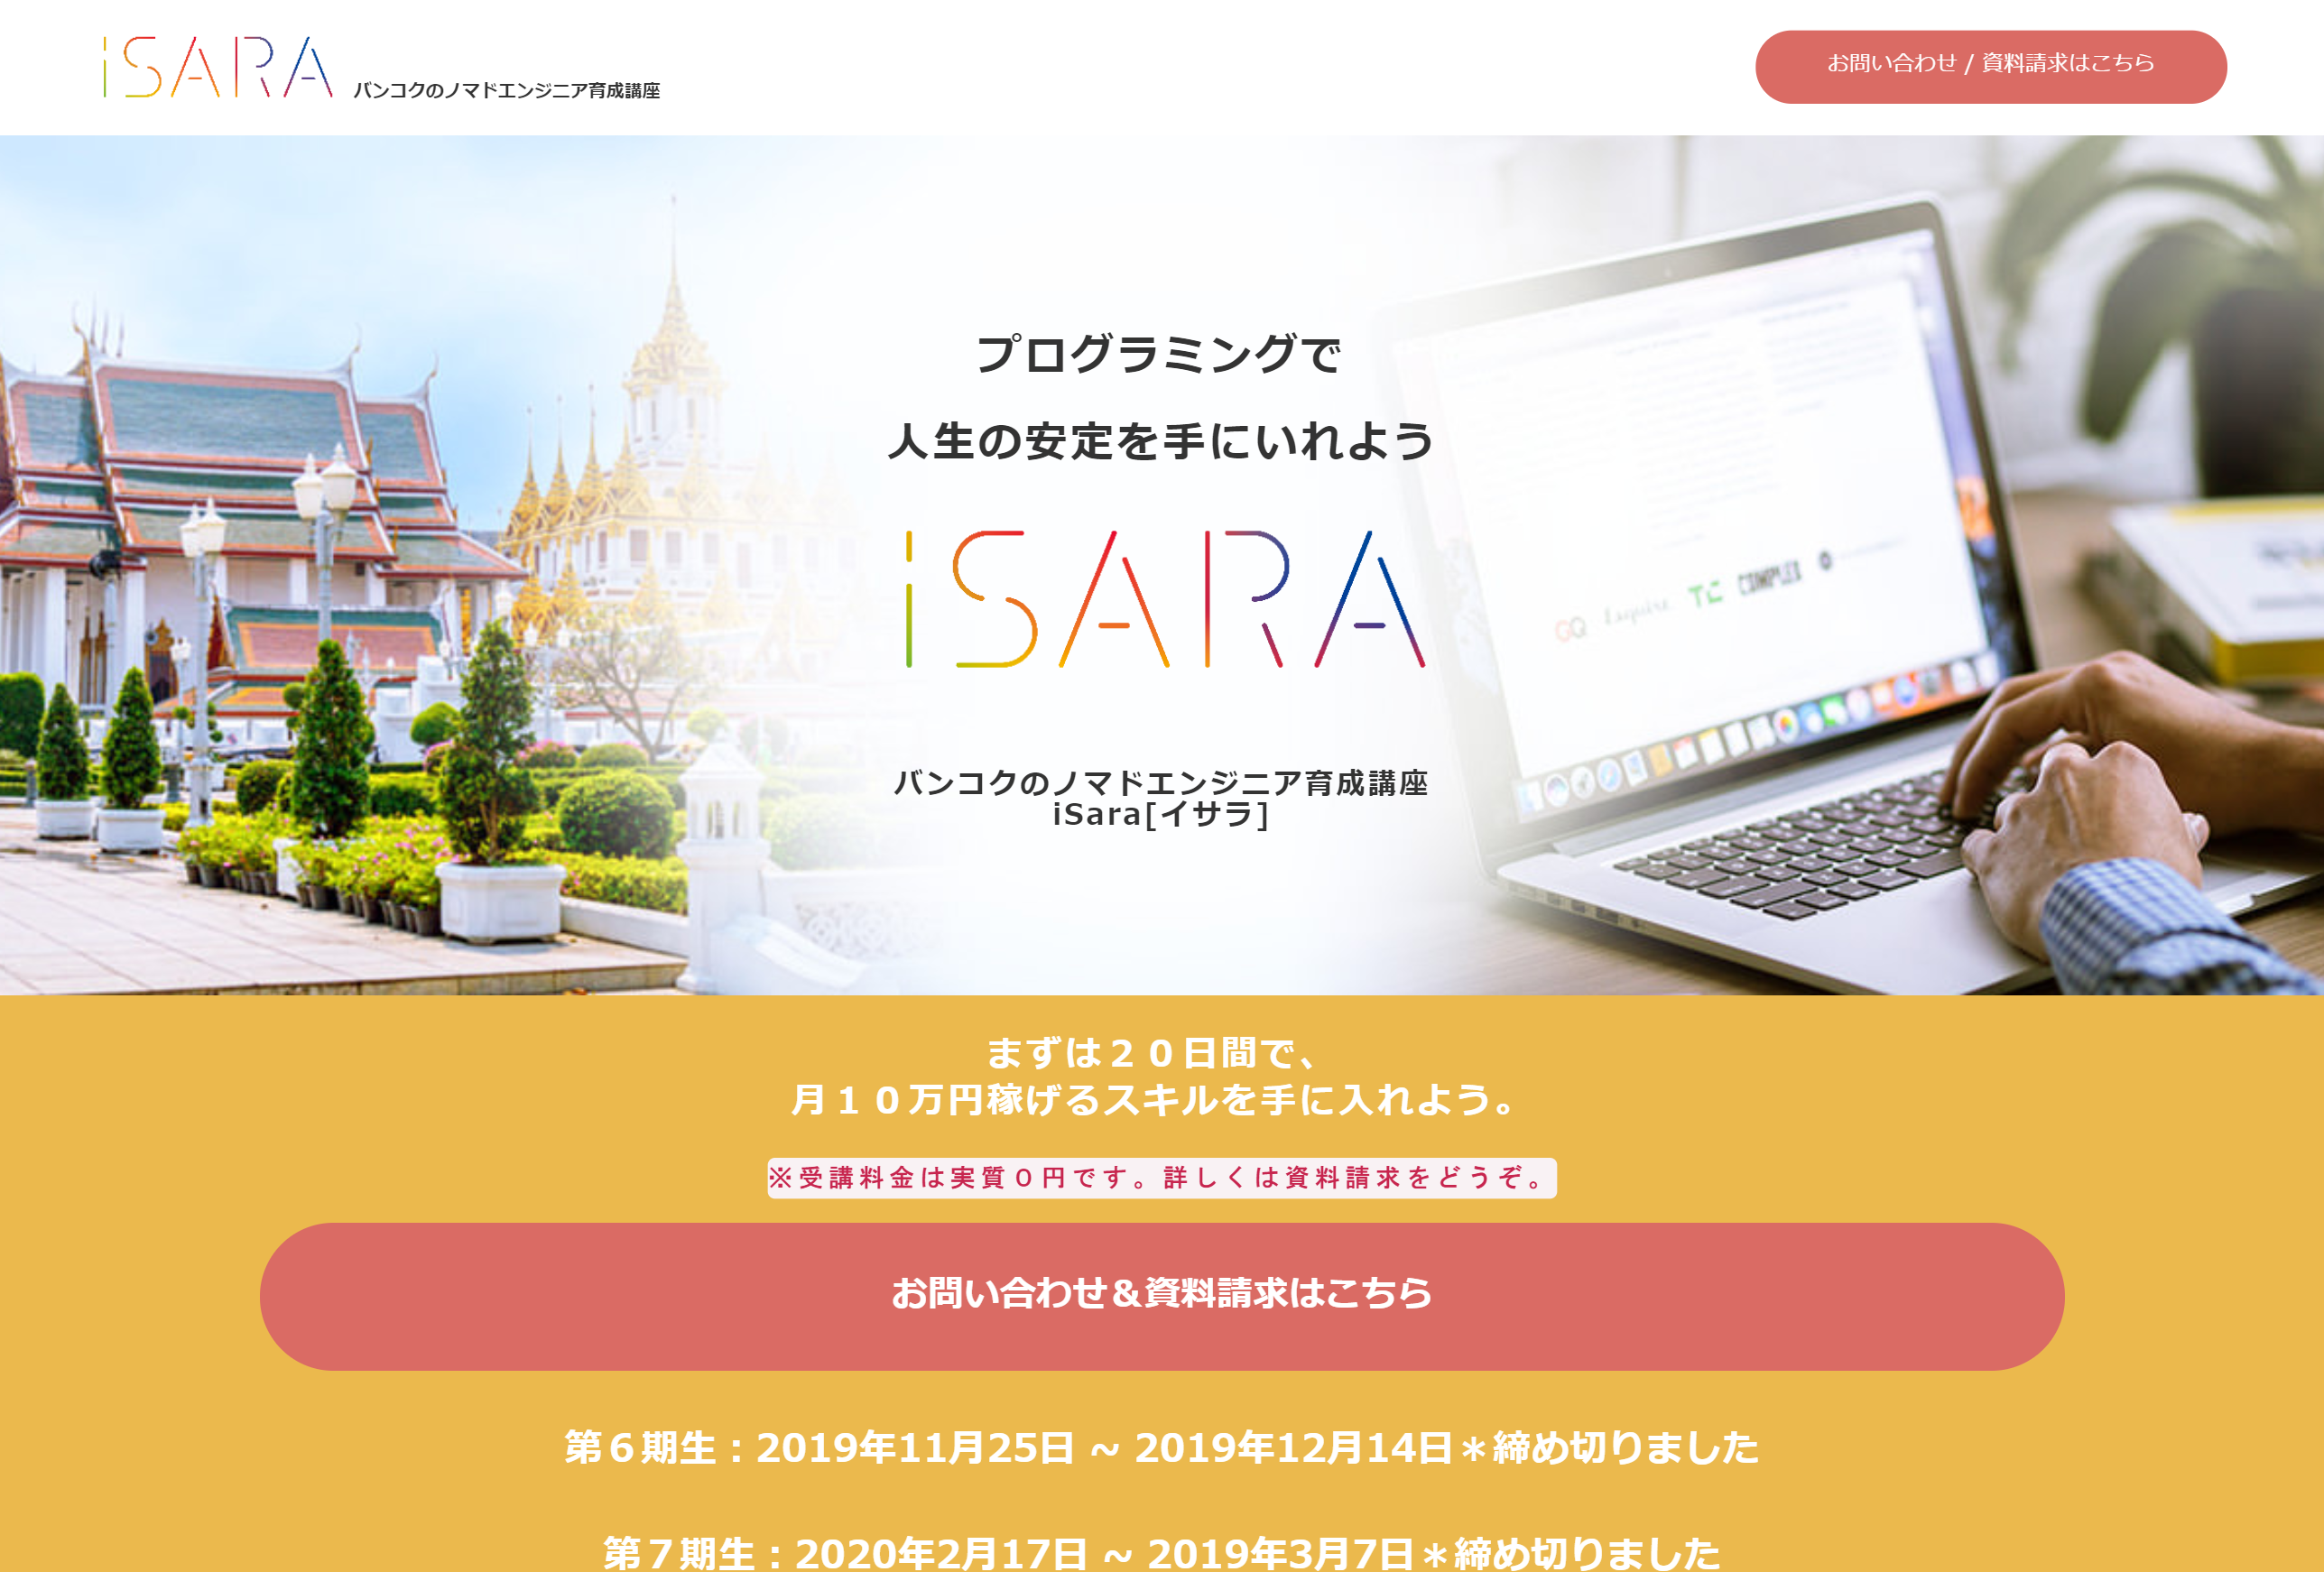 iSARA
バンコクのノマドエンジニア育成講座
お問い合わせ / 資料請求はこちら
プログラミングで
人生の安定を手にいれよう
iSARA
GQ Esquire TC COMPLEX
バンコクのノマドエンジニア育成講座
iSara[イサラ]
まずは２０日間で、
月１０万円稼げるスキルを手に入れよう。
※受講料金は実質０円です。詳しくは資料請求をどうぞ。
お問い合わせ＆資料請求はこちら
第６期生：2019年11月25日 ~ 2019年12月14日＊締め切りました
第７期生：2020年2月17日 ~ 2019年3月7日＊締め切りました